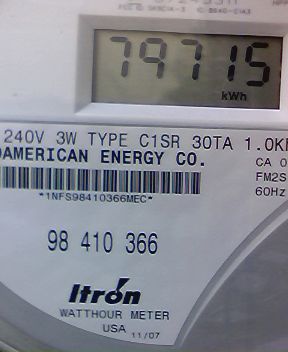 79715
kWh
240V 3W TYPE C1SR 30TA 1.0K
OAMERICAN ENERGY CO.
CA 0
*1NFS98410366MEC*
FM2S
60Hz
98 410 366
Itron
WATTHOUR METER
USA 11/07